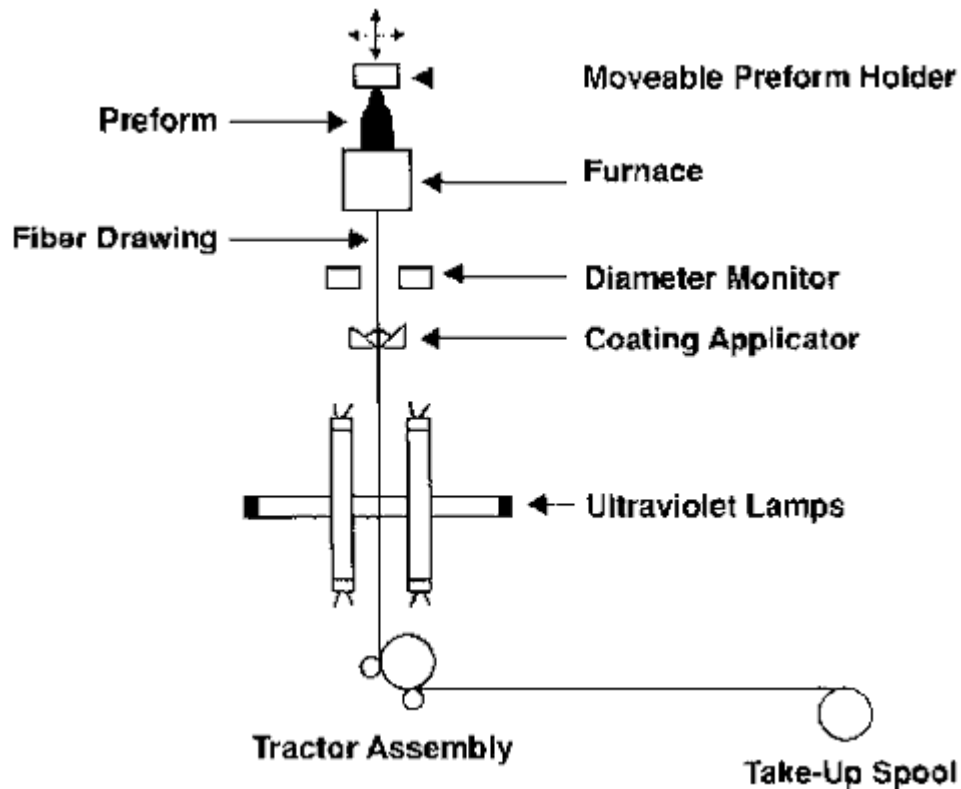 Moveable Preform Holder
Preform
Furnace
Fiber Drawing
Diameter Monitor
Coating Applicator
Ultraviolet Lamps
Tractor Assembly
Take-Up Spool